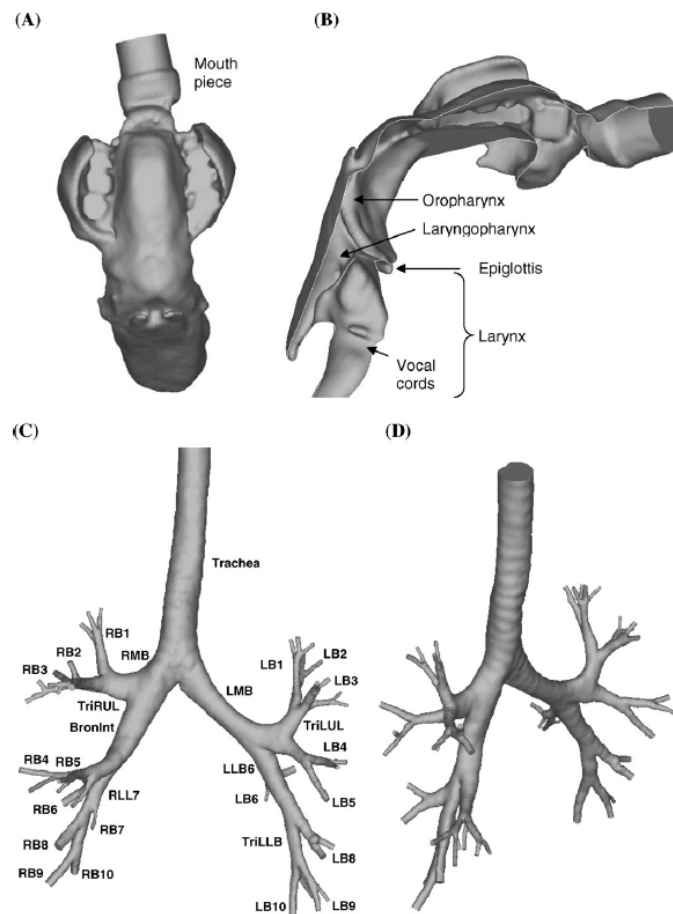 (A)
Mouth
piece
(B)
Oropharynx
Laryngopharynx
Epiglottis
Larynx
Vocal
cords
(C)
Trachea
RB1
RB2
RB3
RMB
TriRUL
BronInt
RB4
RB5
RB6
RLL7
RB7
RB8
RB9
RB10
LMB
LB1
LB2
LB3
TriLUL
LB4
LLB6
LB6
LB5
TriLLB
LB8
LB9
LB10
(D)